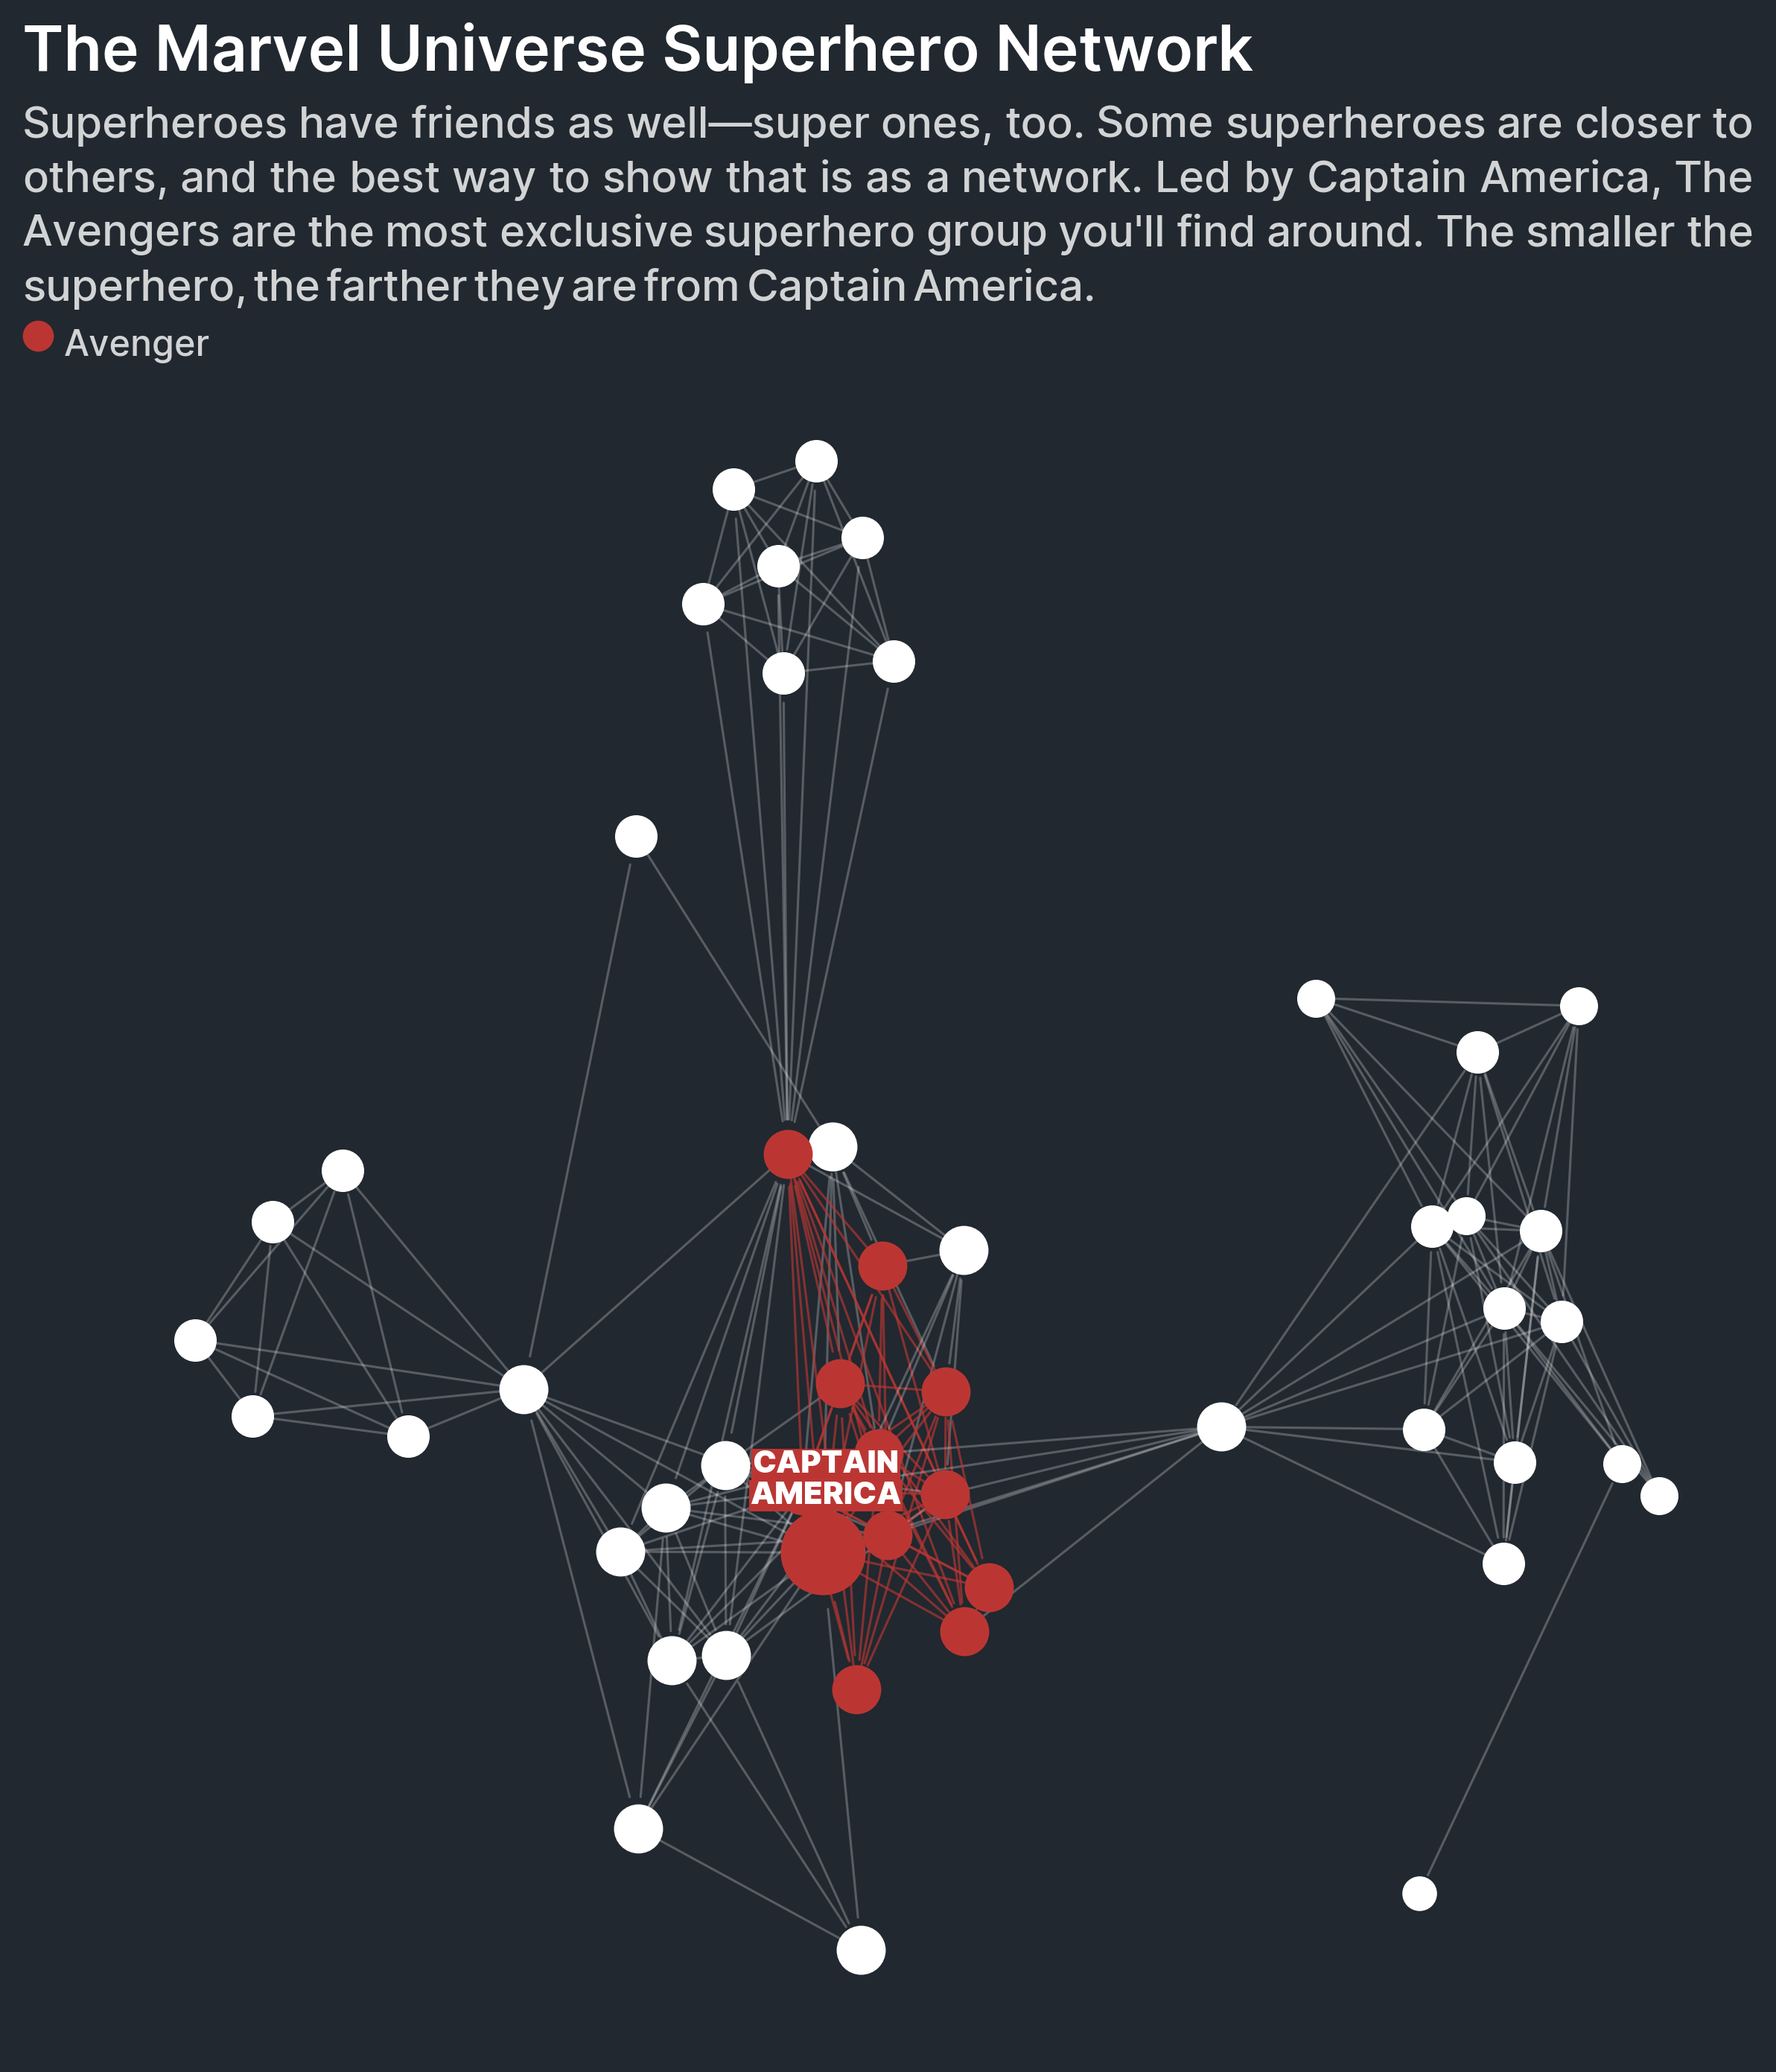 The Marvel Universe Superhero Network
Superheroes have friends as well—super ones, too. Some superheroes are closer to
others, and the best way to show that is as a network. Led by Captain America, The
Avengers are the most exclusive superhero group you'll find around. The smaller the
superhero, the farther they are from Captain America.
Avenger
CAPTAIN
AMERICA